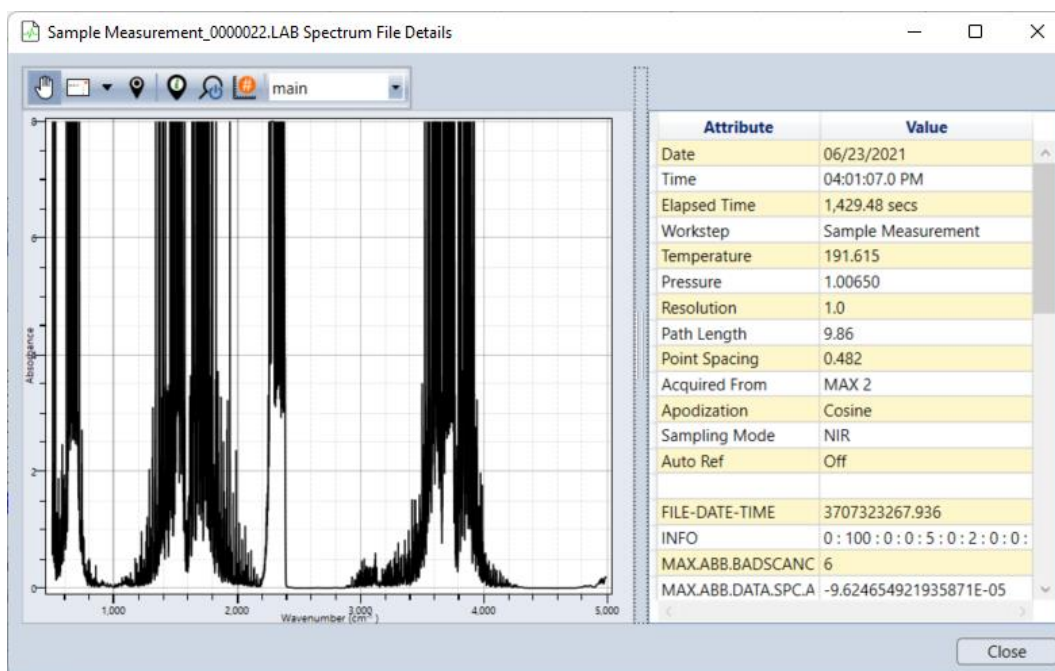 Sample Measurement_0000022.LAB Spectrum File Details
main
8
6
4
2
0
Absorbance
1,000
2,000
3,000
4,000
5,000
Wavenumber (cm⁻¹)
Attribute Value
Date 06/23/2021
Time 04:01:07.0 PM
Elapsed Time 1,429.48 secs
Workstep Sample Measurement
Temperature 191.615
Pressure 1.00650
Resolution 1.0
Path Length 9.86
Point Spacing 0.482
Acquired From MAX 2
Apodization Cosine
Sampling Mode NIR
Auto Ref Off
FILE-DATE-TIME 3707323267.936
INFO 0 : 100 : 0 : 0 : 5 : 0 : 2 : 0 : 0 :
MAX.ABB.BADSCANC 6
MAX.ABB.DATA.SPC.A -9.624654921935871E-05
Close